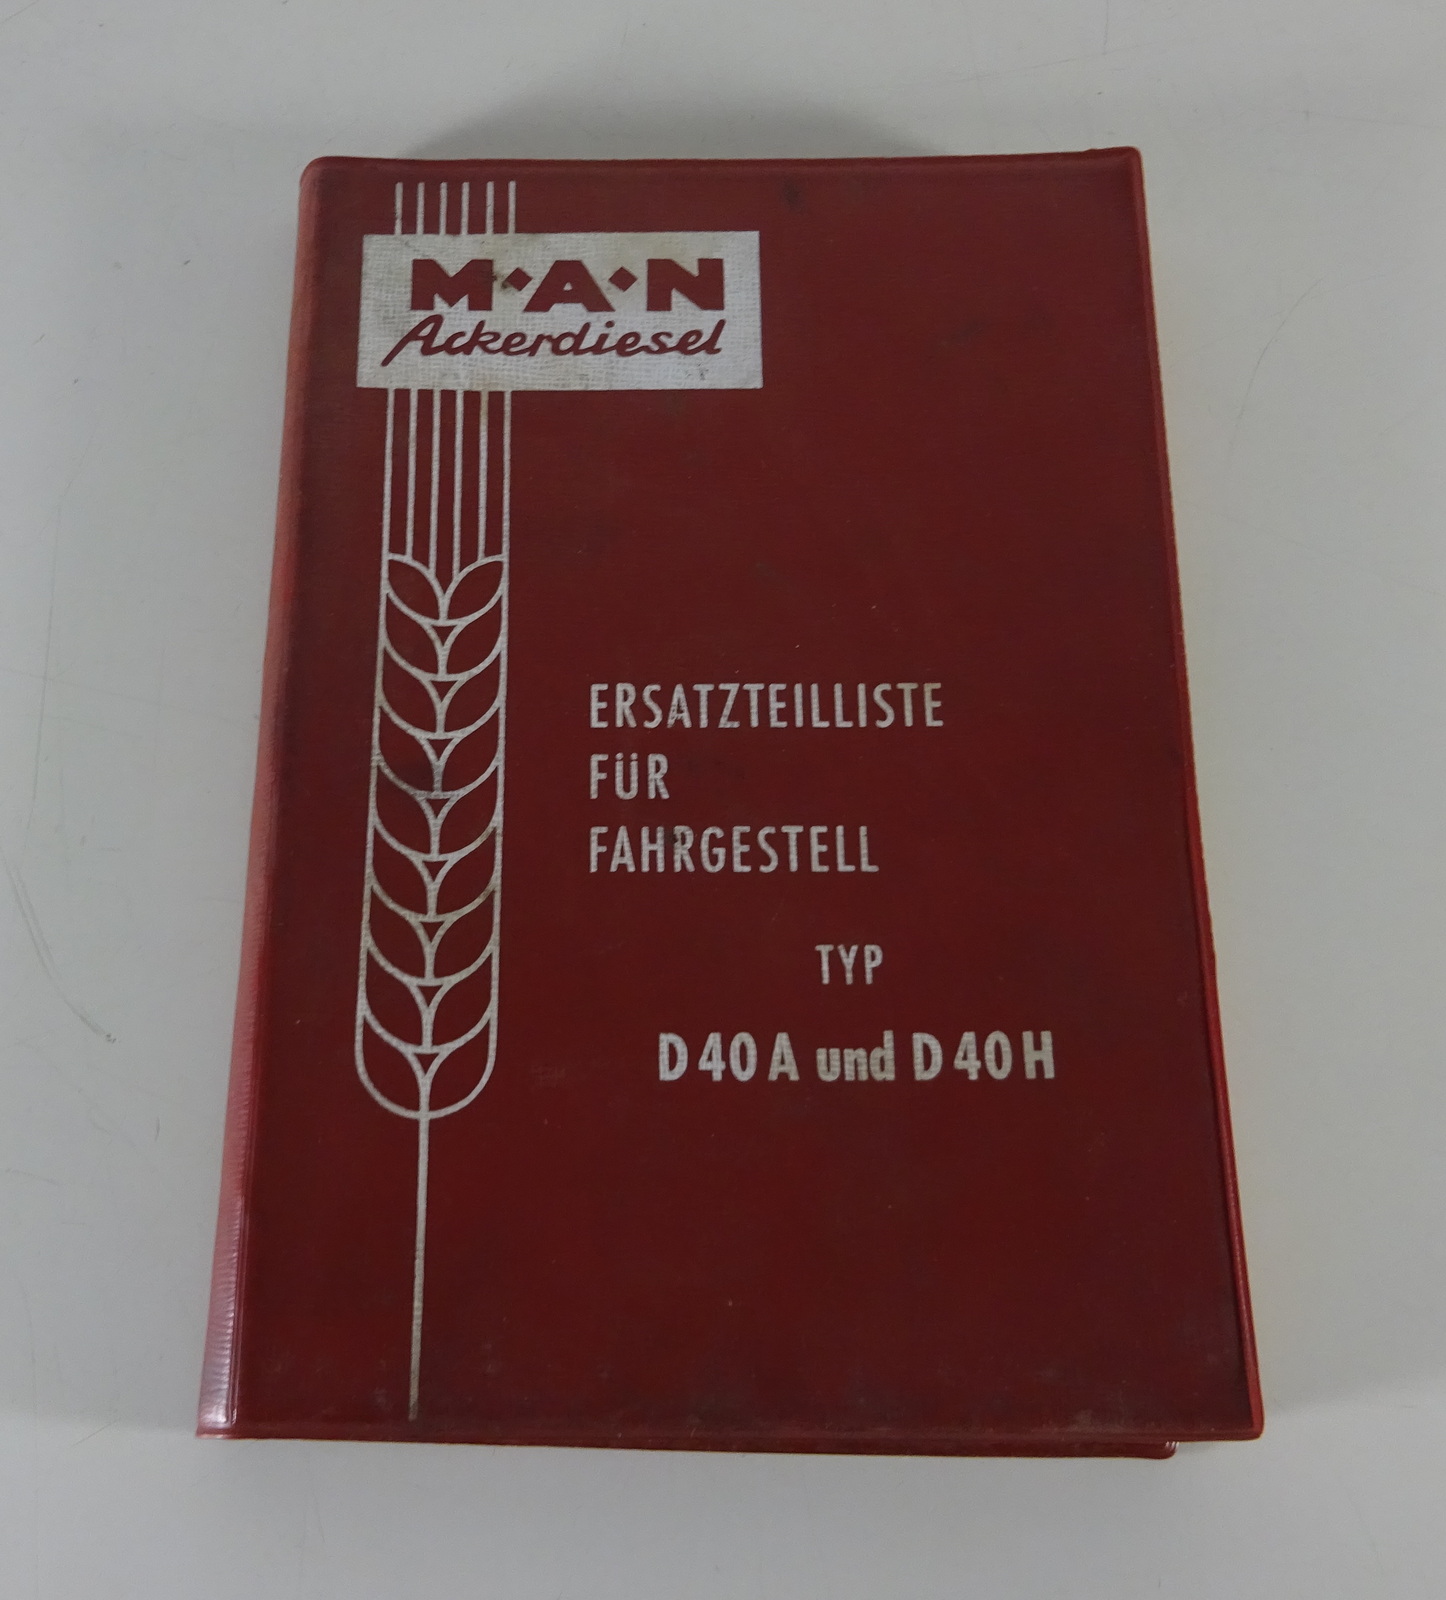 M·A·N
Ackerdiesel
ERSATZTEILLISTE
FÜR
FAHRGESTELL
TYP
D 40 A und D 40 H